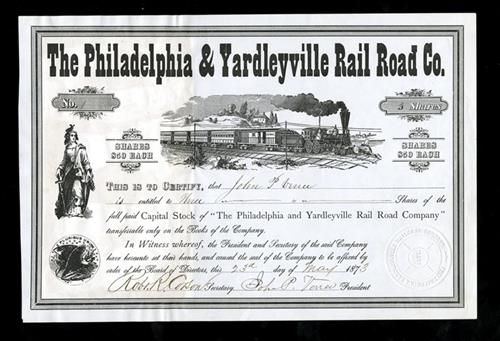 The Philadelphia & Yardleyville Rail Road Co.
No. 1
3 Shares
SHARES
$50 EACH
SHARES
$50 EACH
THIS IS TO CERTIFY, that John P.
is entitled to three Shares of the
full paid Capital Stock of "The Philadelphia and Yardleyville Rail Road Company"
transferable only on the Books of the Company.
In Witness whereof, the President and Secretary of the said Company
have hereunto set their hands, and caused the seal of the Company to be affixed by
order of the Board of Directors, this 23rd day of May 1873
Secretary. John P. President